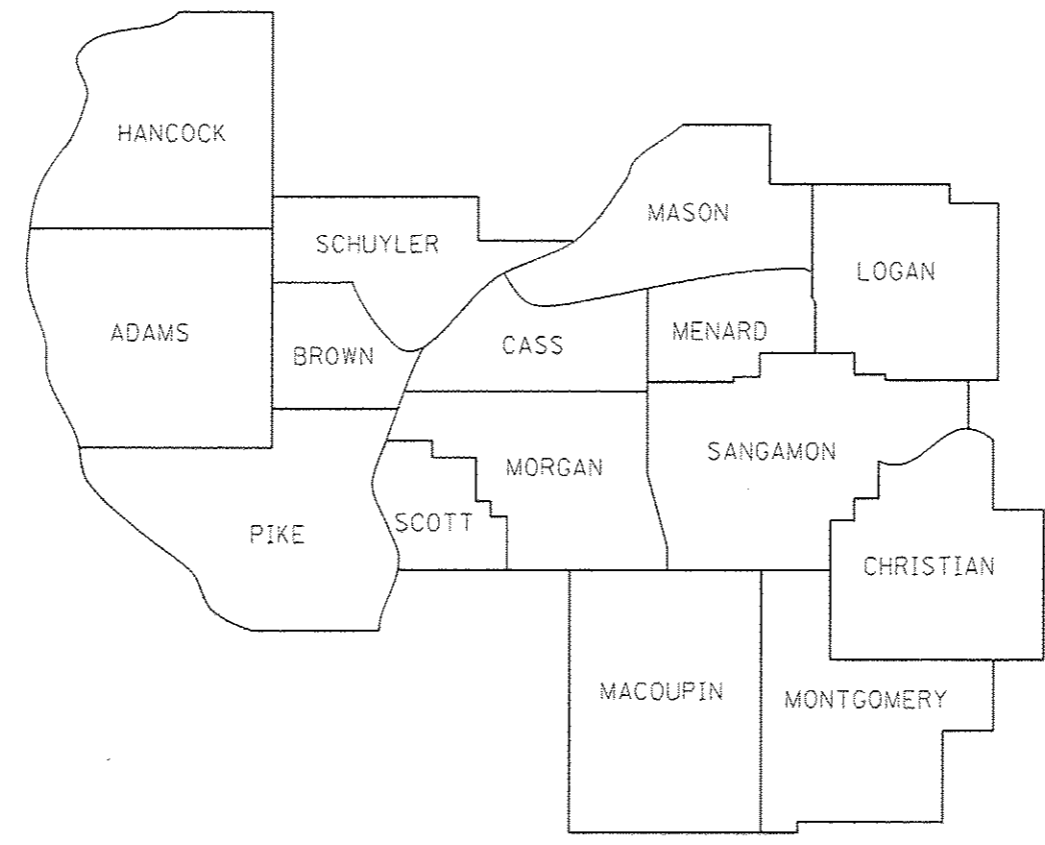 HANCOCK
MASON
SCHUYLER
LOGAN
ADAMS
BROWN
CASS
MENARD
SANGAMON
MORGAN
SCOTT
PIKE
CHRISTIAN
MACOUPIN
MONTGOMERY